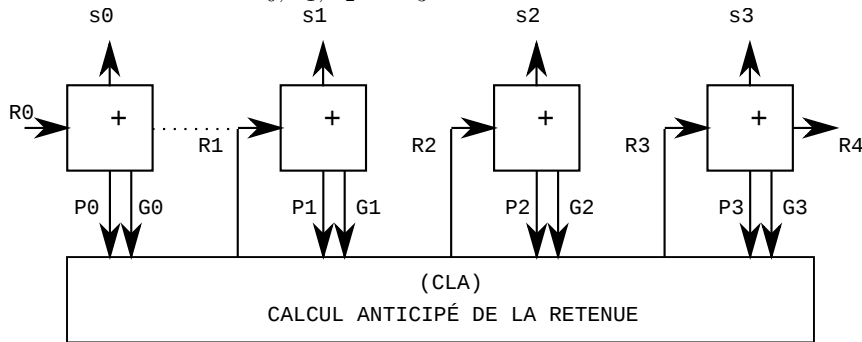 s0 s1 s2 s3
+ + + +
R0 R1 R2 R3 R4
P0 G0 P1 G1 P2 G2 P3 G3
(CLA)
CALCUL ANTICIPÉ DE LA RETENUE